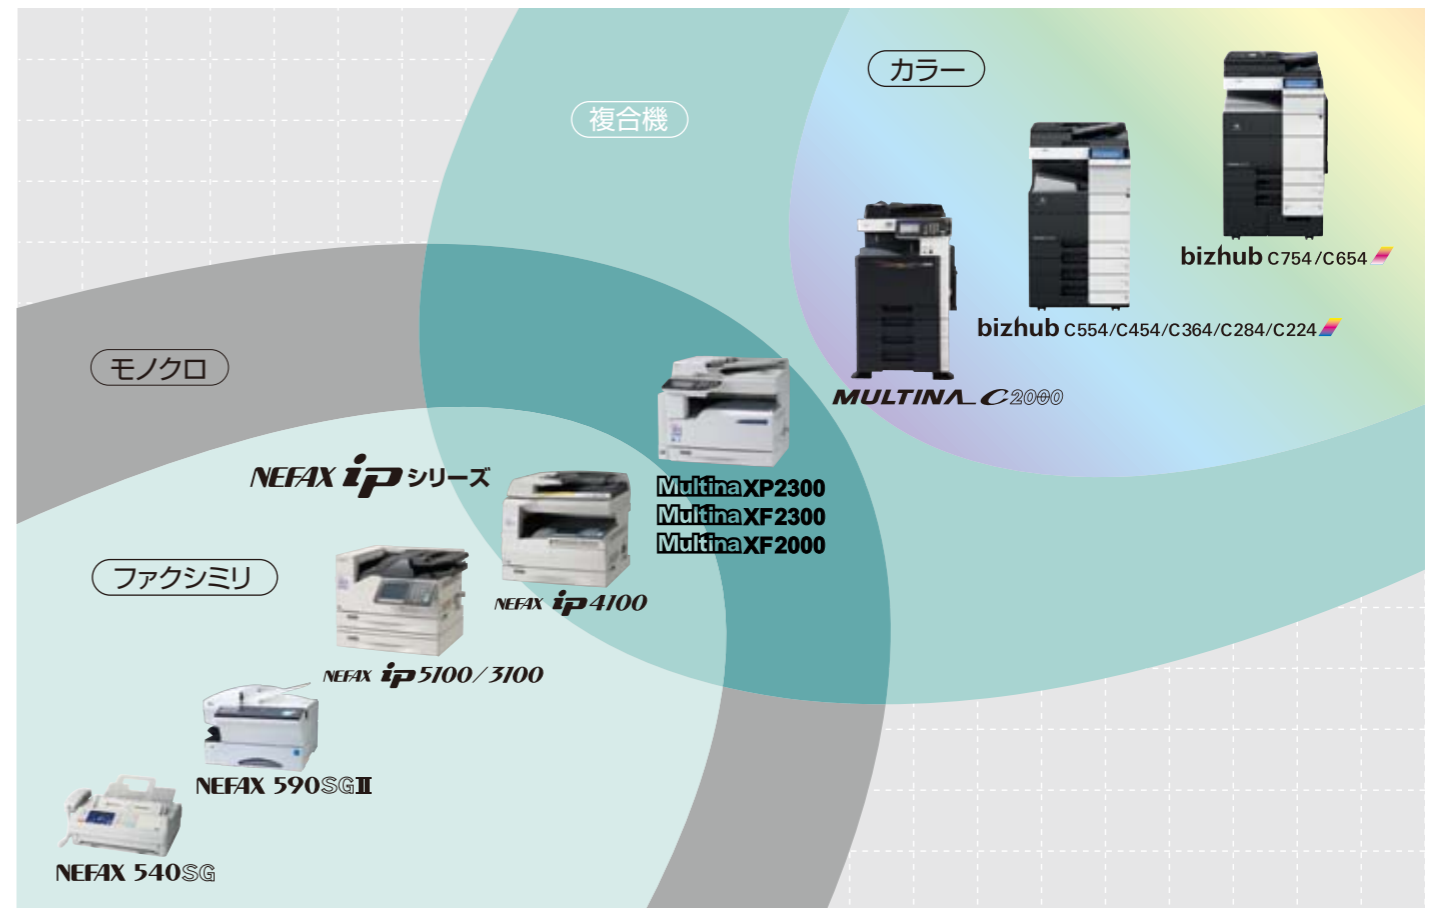 カラー
複合機
bizhub C754/C654
bizhub C554/C454/C364/C284/C224
モノクロ
MULTINA C2000
NEFAX ipシリーズ
Multina XP2300
Multina XF2300
Multina XF2000
ファクシミリ
NEFAX ip 4100
NEFAX ip 5100/3100
NEFAX 590SGⅡ
NEFAX 540SG